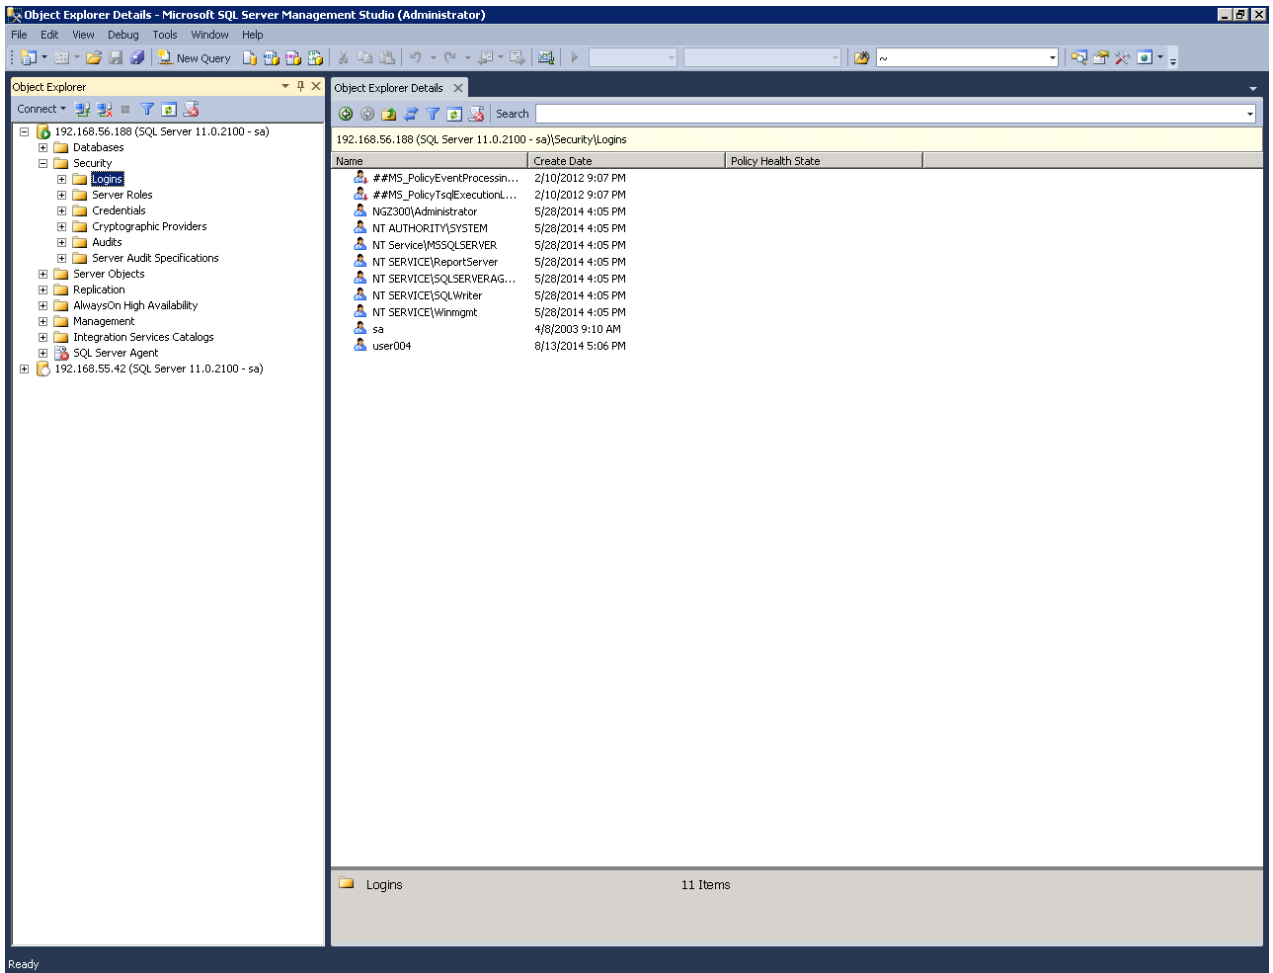 Object Explorer Details - Microsoft SQL Server Management Studio (Administrator)
File Edit View Debug Tools Window Help
New Query
~
Object Explorer
Connect
192.168.56.188 (SQL Server 11.0.2100 - sa)
Databases
Security
Logins
Server Roles
Credentials
Cryptographic Providers
Audits
Server Audit Specifications
Server Objects
Replication
AlwaysOn High Availability
Management
Integration Services Catalogs
SQL Server Agent
192.168.55.42 (SQL Server 11.0.2100 - sa)
Object Explorer Details
Search
192.168.56.188 (SQL Server 11.0.2100 - sa)\Security\Logins
Name Create Date Policy Health State
##MS_PolicyEventProcessin... 2/10/2012 9:07 PM
##MS_PolicyTsqlExecutionL... 2/10/2012 9:07 PM
NGZ300\Administrator 5/28/2014 4:05 PM
NT AUTHORITY\SYSTEM 5/28/2014 4:05 PM
NT Service\MSSQLSERVER 5/28/2014 4:05 PM
NT SERVICE\ReportServer 5/28/2014 4:05 PM
NT SERVICE\SQLSERVERAG... 5/28/2014 4:05 PM
NT SERVICE\SQLWriter 5/28/2014 4:05 PM
NT SERVICE\Winmgmt 5/28/2014 4:05 PM
sa 4/8/2003 9:10 AM
user004 8/13/2014 5:06 PM
Logins 11 Items
Ready